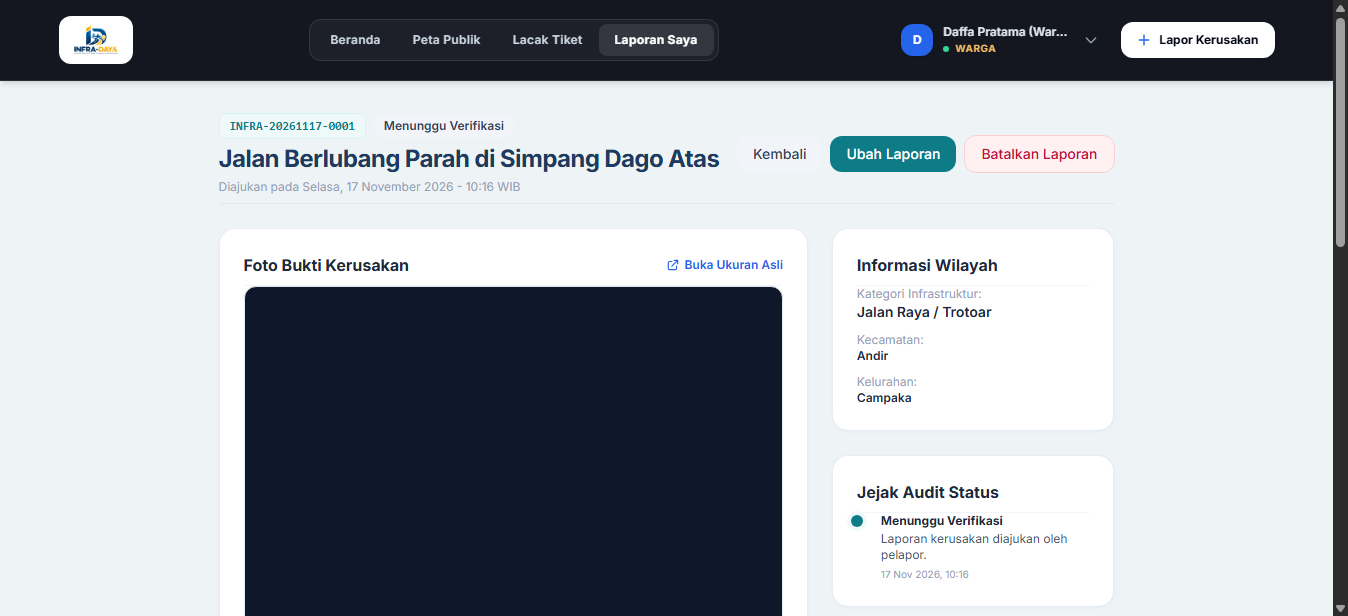 INFRA-DAYA
Beranda
Peta Publik
Lacak Tiket
Laporan Saya
D
Daffa Pratama (War...
WARGA
+ Lapor Kerusakan
INFRA-20261117-0001
Menunggu Verifikasi
Jalan Berlubang Parah di Simpang Dago Atas
Diajukan pada Selasa, 17 November 2026 - 10:16 WIB
Kembali
Ubah Laporan
Batalkan Laporan
Foto Bukti Kerusakan
Buka Ukuran Asli
Informasi Wilayah
Kategori Infrastruktur:
Jalan Raya / Trotoar
Kecamatan:
Andir
Kelurahan:
Campaka
Jejak Audit Status
Menunggu Verifikasi
Laporan kerusakan diajukan oleh
pelapor.
17 Nov 2026, 10:16